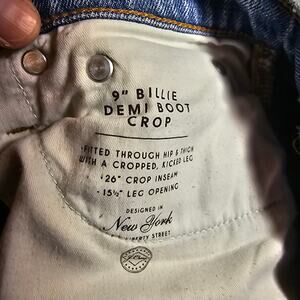 9" BILLIE
DEMI BOOT
CROP
·FITTED THROUGH HIP & THIGH
WITH A CROPPED, KICKED LEG
·26" CROP INSEAM
·15½" LEG OPENING
DESIGNED IN
New York
LIBERTY STREET